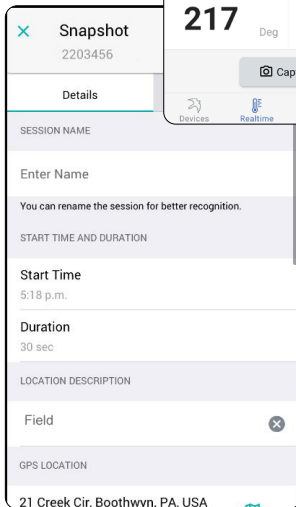 217 Deg
Cap
Devices Realtime
× Snapshot
2203456
Details
SESSION NAME
Enter Name
You can rename the session for better recognition.
START TIME AND DURATION
Start Time
5:18 p.m.
Duration
30 sec
LOCATION DESCRIPTION
Field
GPS LOCATION
21 Creek Cir, Boothwyn, PA, USA